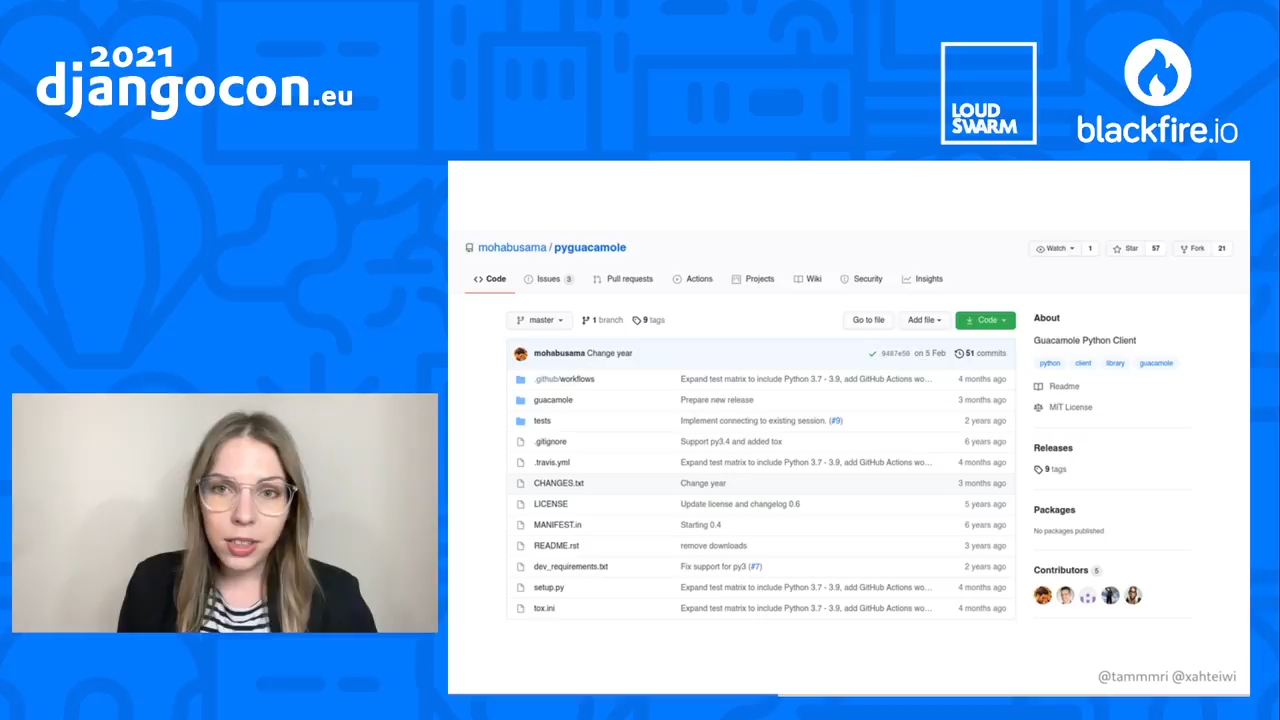 2021
djangocon.eu
LOUD
SWARM
blackfire.io
mohabusama / pyguacamole
Watch 1 Star 57 Fork 21
Code Issues 3 Pull requests Actions Projects Wiki Security Insights
master 1 branch 9 tags Go to file Add file Code
mohabusama Change year 9487e50 on 5 Feb 51 commits
.github/workflows Expand test matrix to include Python 3.7 - 3.9, add GitHub Actions wo... 4 months ago
guacamole Prepare new release 3 months ago
tests Implement connecting to existing session. (#9) 2 years ago
.gitignore Support py3.4 and added tox 6 years ago
.travis.yml Expand test matrix to include Python 3.7 - 3.9, add GitHub Actions wo... 4 months ago
CHANGES.txt Change year 3 months ago
LICENSE Update license and changelog 0.6 5 years ago
MANIFEST.in Starting 0.4 6 years ago
README.rst remove downloads 3 years ago
dev_requirements.txt Fix support for py3 (#7) 2 years ago
setup.py Expand test matrix to include Python 3.7 - 3.9, add GitHub Actions wo... 4 months ago
tox.ini Expand test matrix to include Python 3.7 - 3.9, add GitHub Actions wo... 4 months ago
About
Guacamole Python Client
python client library guacamole
Readme
MIT License
Releases
9 tags
Packages
No packages published
Contributors 5
@tammmri @xahteiwi